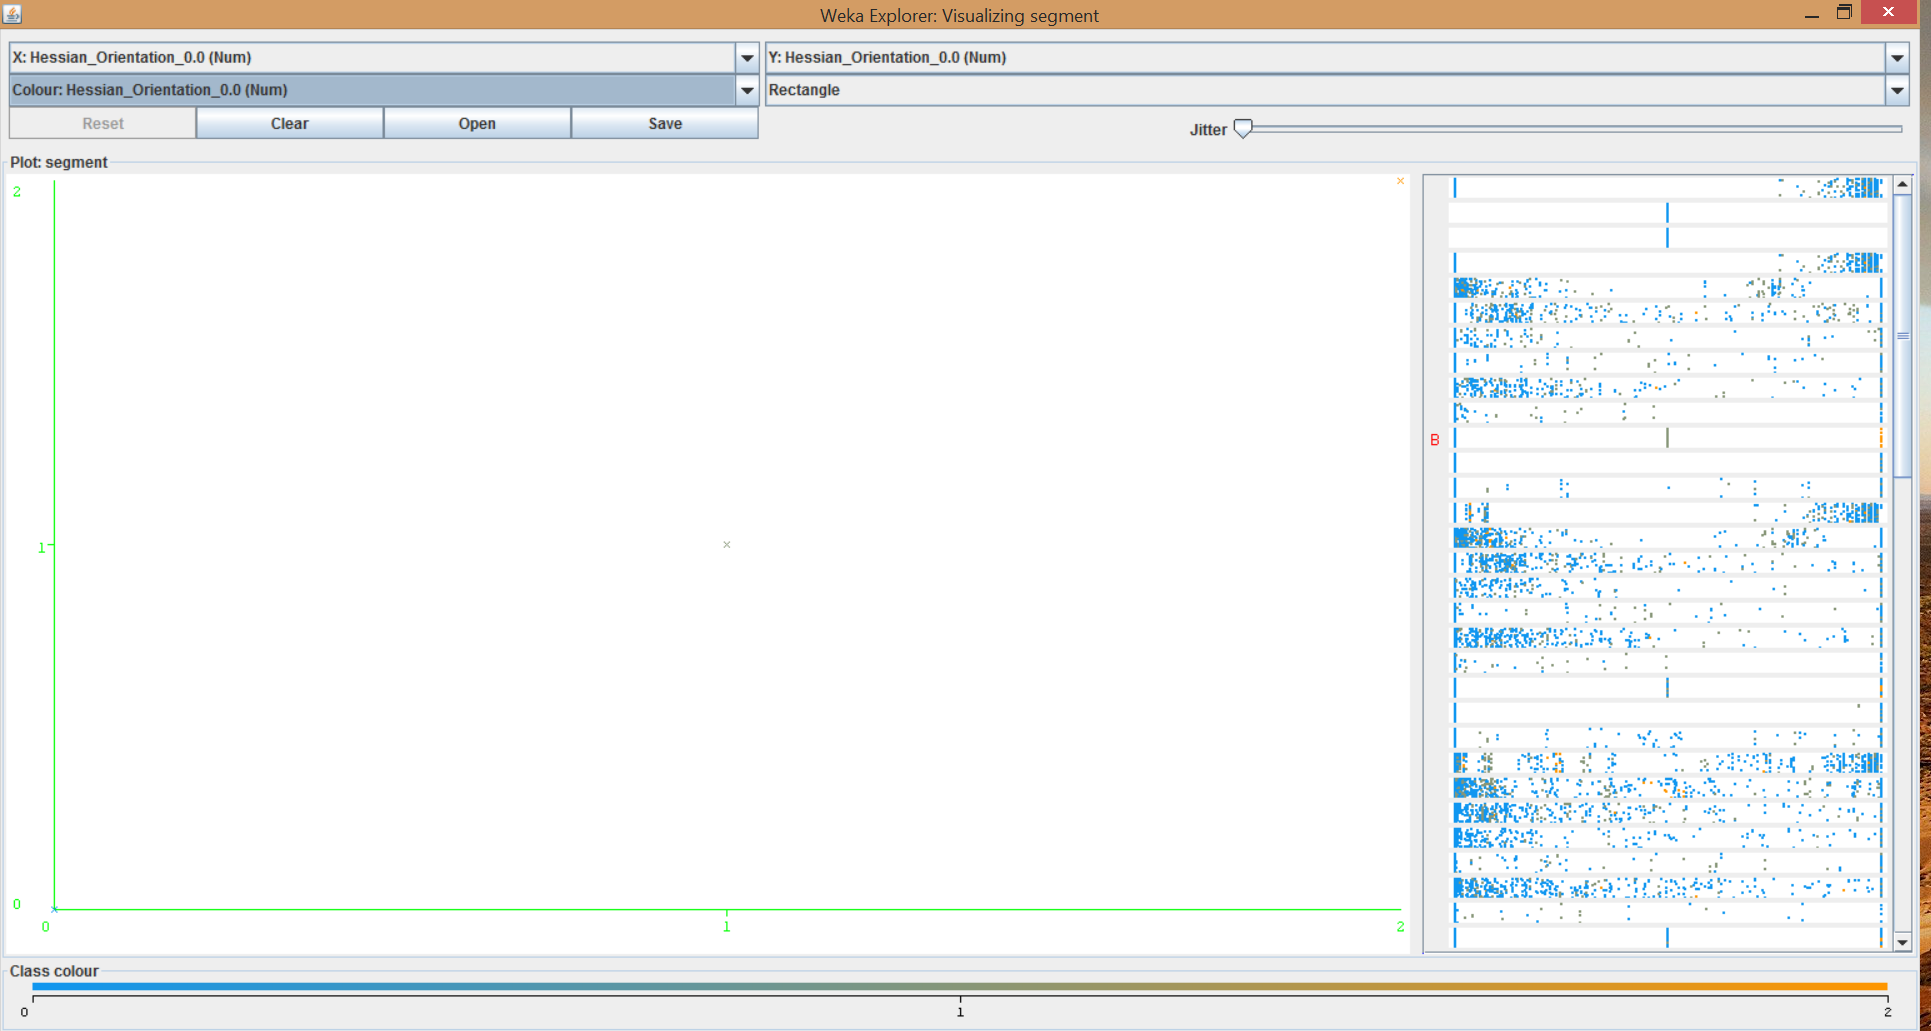 Weka Explorer: Visualizing segment
X: Hessian_Orientation_0.0 (Num)
Y: Hessian_Orientation_0.0 (Num)
Colour: Hessian_Orientation_0.0 (Num)
Rectangle
Reset
Clear
Open
Save
Jitter
Plot: segment
2
B
1
0
0
1
2
Class colour
0
1
2